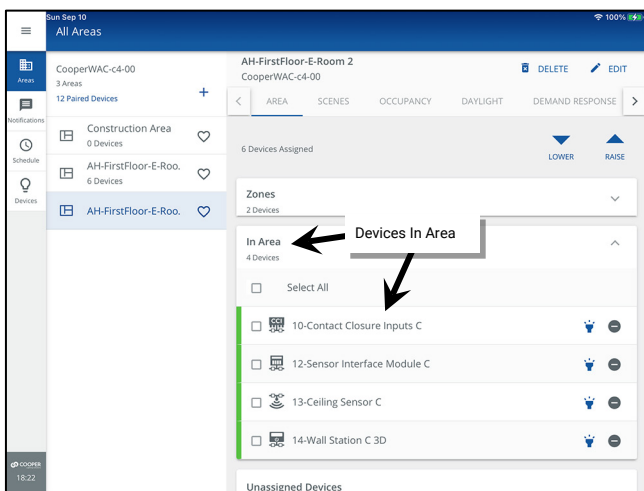 Sun Sep 10
100%
All Areas
Areas
Notifications
Schedule
Devices
CooperWAC-c4-00
3 Areas
12 Paired Devices
+
Construction Area
0 Devices
AH-FirstFloor-E-Roo.
6 Devices
AH-FirstFloor-E-Roo.
AH-FirstFloor-E-Room 2
CooperWAC-c4-00
DELETE
EDIT
AREA SCENES OCCUPANCY DAYLIGHT DEMAND RESPONSE
6 Devices Assigned
LOWER
RAISE
Zones
2 Devices
Devices In Area
In Area
4 Devices
Select All
CCI
10-Contact Closure Inputs C
12-Sensor Interface Module C
13-Ceiling Sensor C
14-Wall Station C 3D
Unassigned Devices
COOPER
18:22